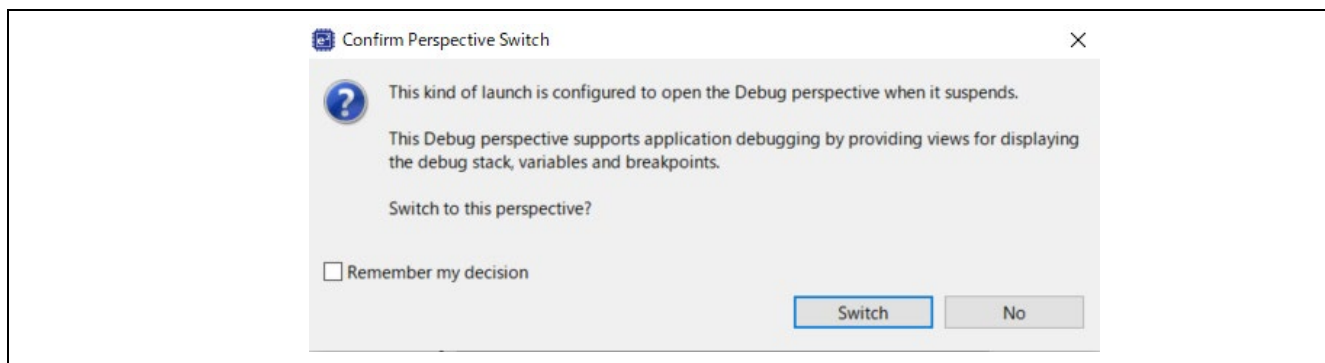 Confirm Perspective Switch
This kind of launch is configured to open the Debug perspective when it suspends.
This Debug perspective supports application debugging by providing views for displaying
the debug stack, variables and breakpoints.
Switch to this perspective?
Remember my decision
Switch
No